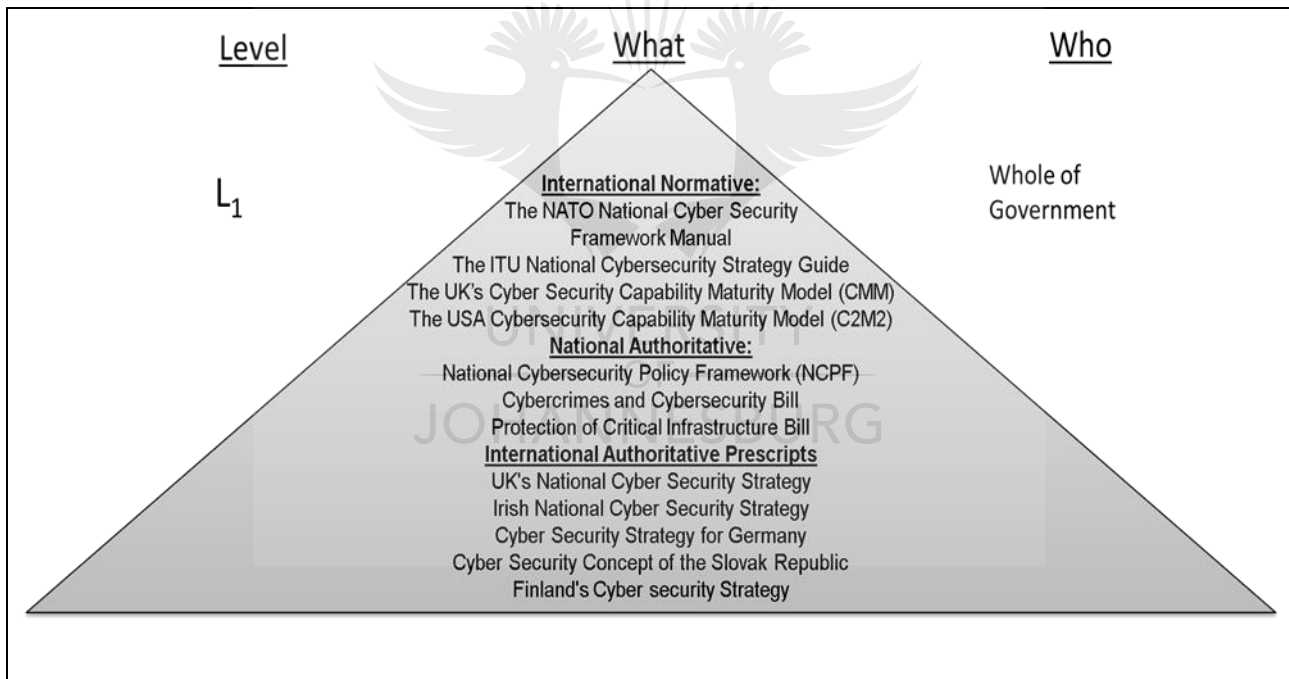 Level What Who
L1
Whole of
Government
International Normative:
The NATO National Cyber Security
Framework Manual
The ITU National Cybersecurity Strategy Guide
The UK's Cyber Security Capability Maturity Model (CMM)
The USA Cybersecurity Capability Maturity Model (C2M2)
National Authoritative:
National Cybersecurity Policy Framework (NCPF)
Cybercrimes and Cybersecurity Bill
Protection of Critical Infrastructure Bill
International Authoritative Prescripts
UK's National Cyber Security Strategy
Irish National Cyber Security Strategy
Cyber Security Strategy for Germany
Cyber Security Concept of the Slovak Republic
Finland's Cyber security Strategy
UNIVERSITY
OF
JOHANNESBURG